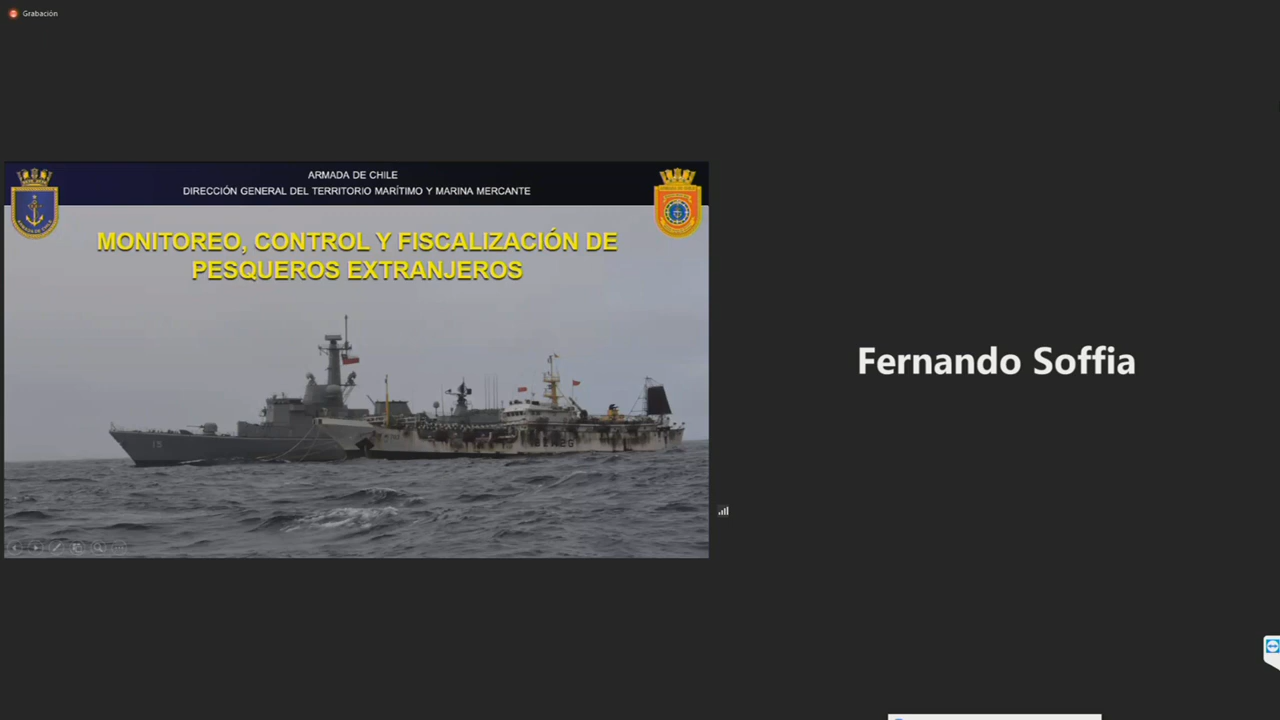 Grabación
ARMADA DE CHILE
DIRECCIÓN GENERAL DEL TERRITORIO MARÍTIMO Y MARINA MERCANTE
MONITOREO, CONTROL Y FISCALIZACIÓN DE
PESQUEROS EXTRANJEROS
15
Fernando Soffia